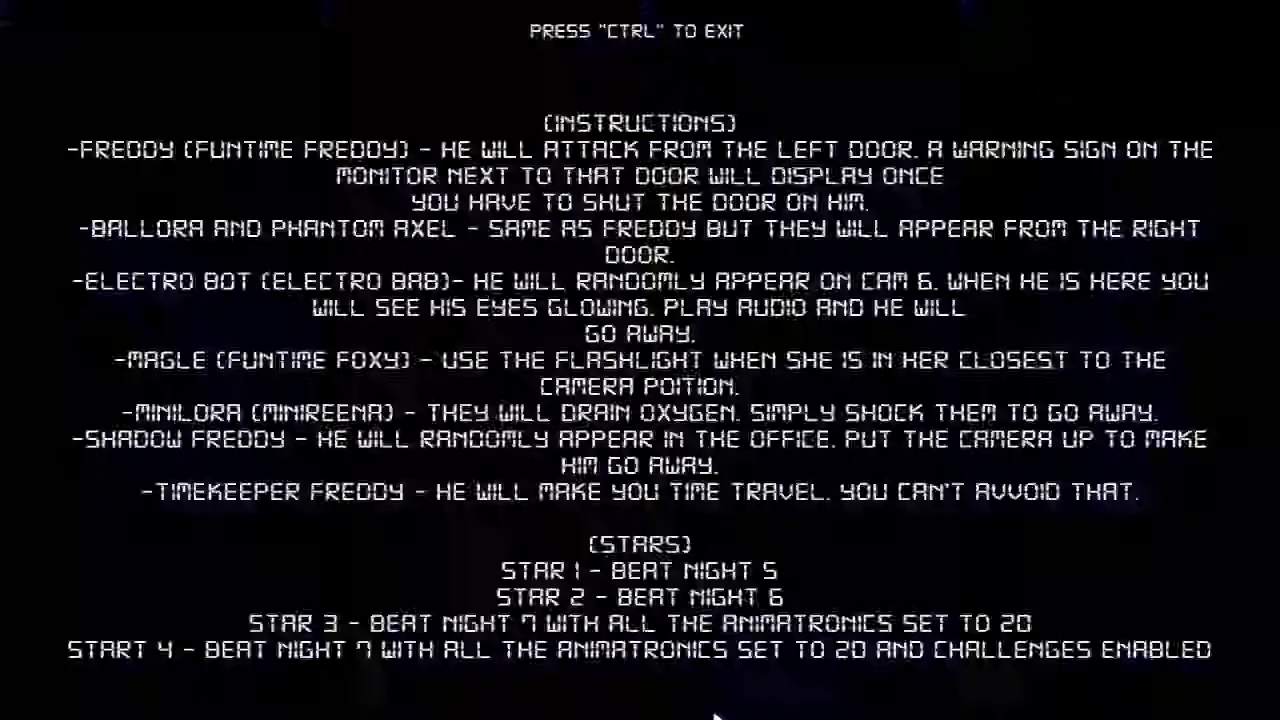 PRESS "CTRL" TO EXIT
(INSTRUCTIONS)
-FREDDY (FUNTIME FREDDY) - HE WILL ATTACK FROM THE LEFT DOOR. A WARNING SIGN ON THE
MONITOR NEXT TO THAT DOOR WILL DISPLAY ONCE
YOU HAVE TO SHUT THE DOOR ON HIM.
-BALLORA AND PHANTOM AXEL - SAME AS FREDDY BUT THEY WILL APPEAR FROM THE RIGHT
DOOR.
-ELECTRO BOT (ELECTRO BAB)- HE WILL RANDOMLY APPEAR ON CAM 6. WHEN HE IS HERE YOU
WILL SEE HIS EYES GLOWING. PLAY AUDIO AND HE WILL
GO AWAY.
-MAGLE (FUNTIME FOXY) - USE THE FLASHLIGHT WHEN SHE IS IN HER CLOSEST TO THE
CAMERA POITION.
-MINILORA (MINIREENA) - THEY WILL DRAIN OXYGEN. SIMPLY SHOCK THEM TO GO AWAY.
-SHADOW FREDDY - HE WILL RANDOMLY APPEAR IN THE OFFICE. PUT THE CAMERA UP TO MAKE
HIM GO AWAY.
-TIMEKEEPER FREDDY - HE WILL MAKE YOU TIME TRAVEL. YOU CAN'T AVVOID THAT.
(STARS)
STAR 1 - BEAT NIGHT 5
STAR 2 - BEAT NIGHT 6
STAR 3 - BEAT NIGHT 7 WITH ALL THE ANIMATRONICS SET TO 20
START 4 - BEAT NIGHT 7 WITH ALL THE ANIMATRONICS SET TO 20 AND CHALLENGES ENABLED